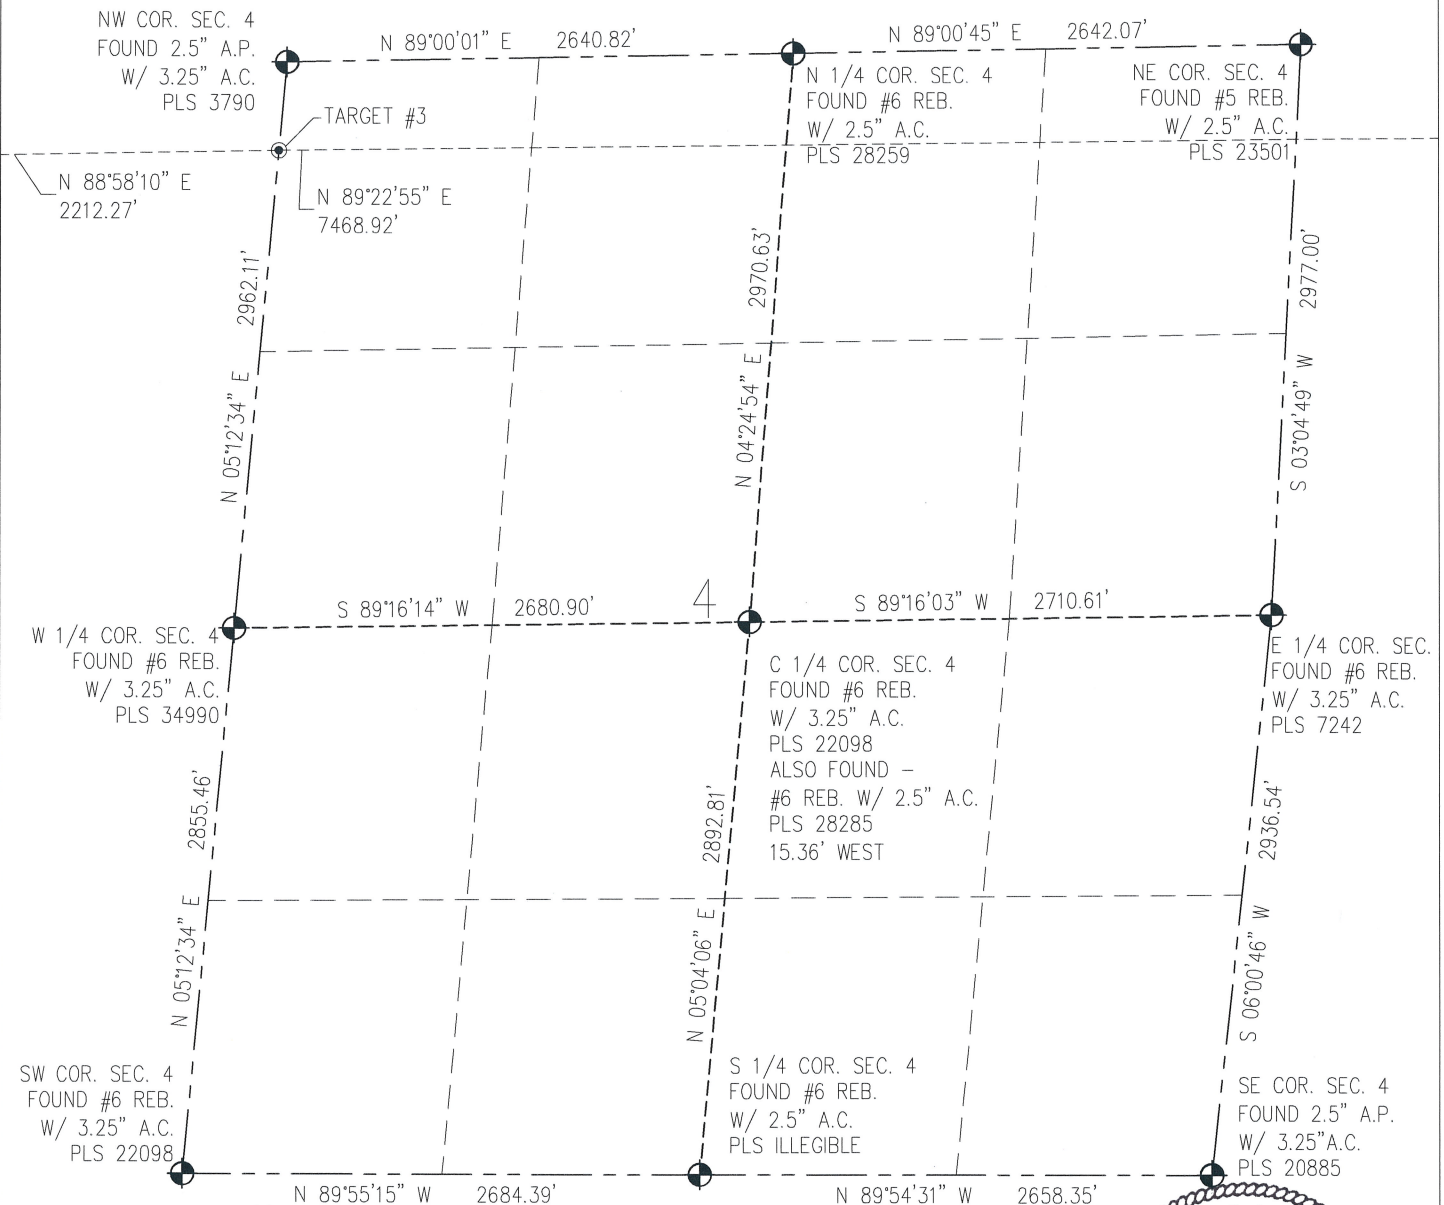 NW COR. SEC. 4
FOUND 2.5" A.P.
W/ 3.25" A.C.
PLS 3790
N 89°00'01" E 2640.82'
N 89°00'45" E 2642.07'
N 1/4 COR. SEC. 4
FOUND #6 REB.
W/ 2.5" A.C.
PLS 28259
NE COR. SEC. 4
FOUND #5 REB.
W/ 2.5" A.C.
PLS 23501
TARGET #3
N 88°58'10" E
2212.27'
N 89°22'55" E
7468.92'
N 05°12'34" E 2962.11'
N 04°24'54" E 2970.63'
S 03°04'49" W 2977.00'
S 89°16'14" W 2680.90'
4
S 89°16'03" W 2710.61'
W 1/4 COR. SEC. 4
FOUND #6 REB.
W/ 3.25" A.C.
PLS 34990
C 1/4 COR. SEC. 4
FOUND #6 REB.
W/ 3.25" A.C.
PLS 22098
ALSO FOUND –
#6 REB. W/ 2.5" A.C.
PLS 28285
15.36' WEST
E 1/4 COR. SEC.
FOUND #6 REB.
W/ 3.25" A.C.
PLS 7242
N 05°12'34" E 2855.46'
N 05°04'06" E 2892.81'
S 06°00'46" W 2936.54'
SW COR. SEC. 4
FOUND #6 REB.
W/ 3.25" A.C.
PLS 22098
S 1/4 COR. SEC. 4
FOUND #6 REB.
W/ 2.5" A.C.
PLS ILLEGIBLE
SE COR. SEC. 4
FOUND 2.5" A.P.
W/ 3.25"A.C.
PLS 20885
N 89°55'15" W 2684.39'
N 89°54'31" W 2658.35'